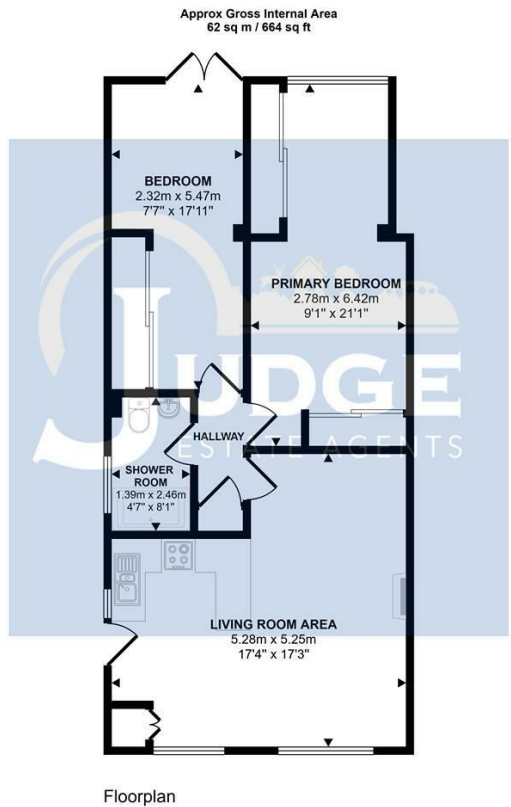 Approx Gross Internal Area
62 sq m / 664 sq ft
BEDROOM
2.32m x 5.47m
7'7" x 17'11"
PRIMARY BEDROOM
2.78m x 6.42m
9'1" x 21'1"
JUDGE
ESTATE AGENTS
HALLWAY
SHOWER
ROOM
1.39m x 2.46m
4'7" x 8'1"
LIVING ROOM AREA
5.28m x 5.25m
17'4" x 17'3"
Floorplan